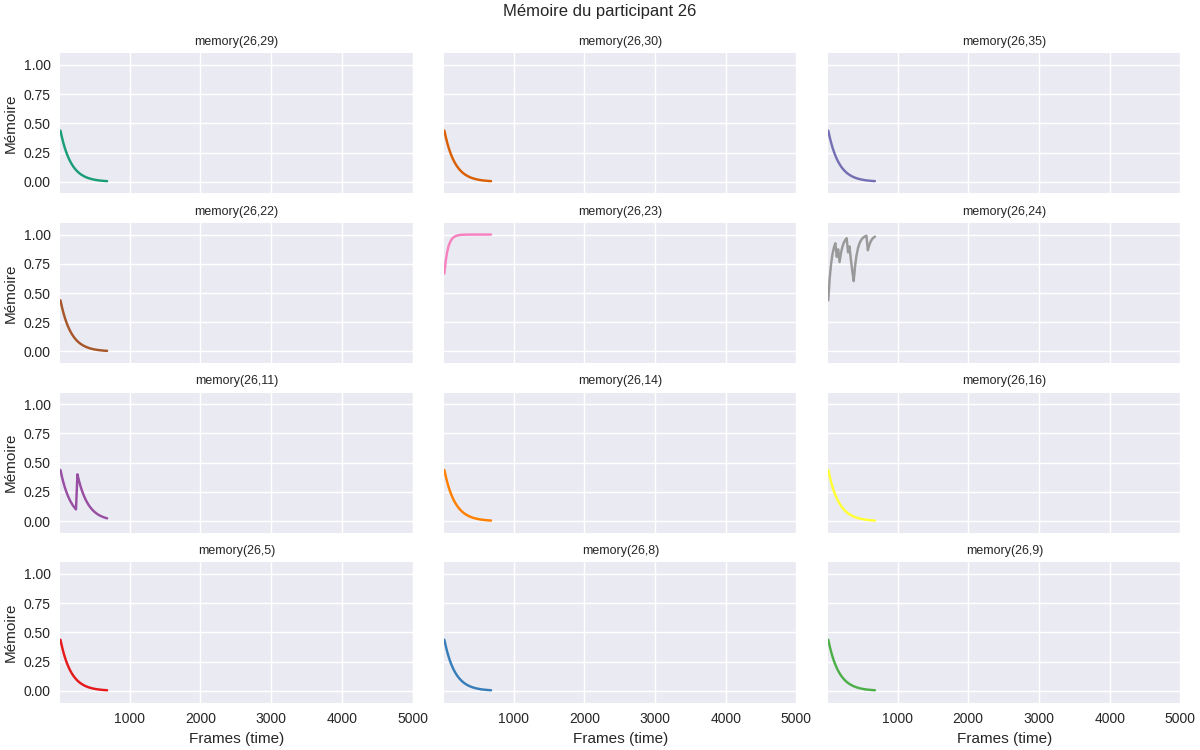 Mémoire du participant 26
memory(26,29) memory(26,30) memory(26,35)
Mémoire
1.00
0.75
0.50
0.25
0.00
memory(26,22) memory(26,23) memory(26,24)
Mémoire
1.00
0.75
0.50
0.25
0.00
memory(26,11) memory(26,14) memory(26,16)
Mémoire
1.00
0.75
0.50
0.25
0.00
memory(26,5) memory(26,8) memory(26,9)
Mémoire
1.00
0.75
0.50
0.25
0.00
1000 2000 3000 4000 5000 1000 2000 3000 4000 5000 1000 2000 3000 4000 5000
Frames (time) Frames (time) Frames (time)